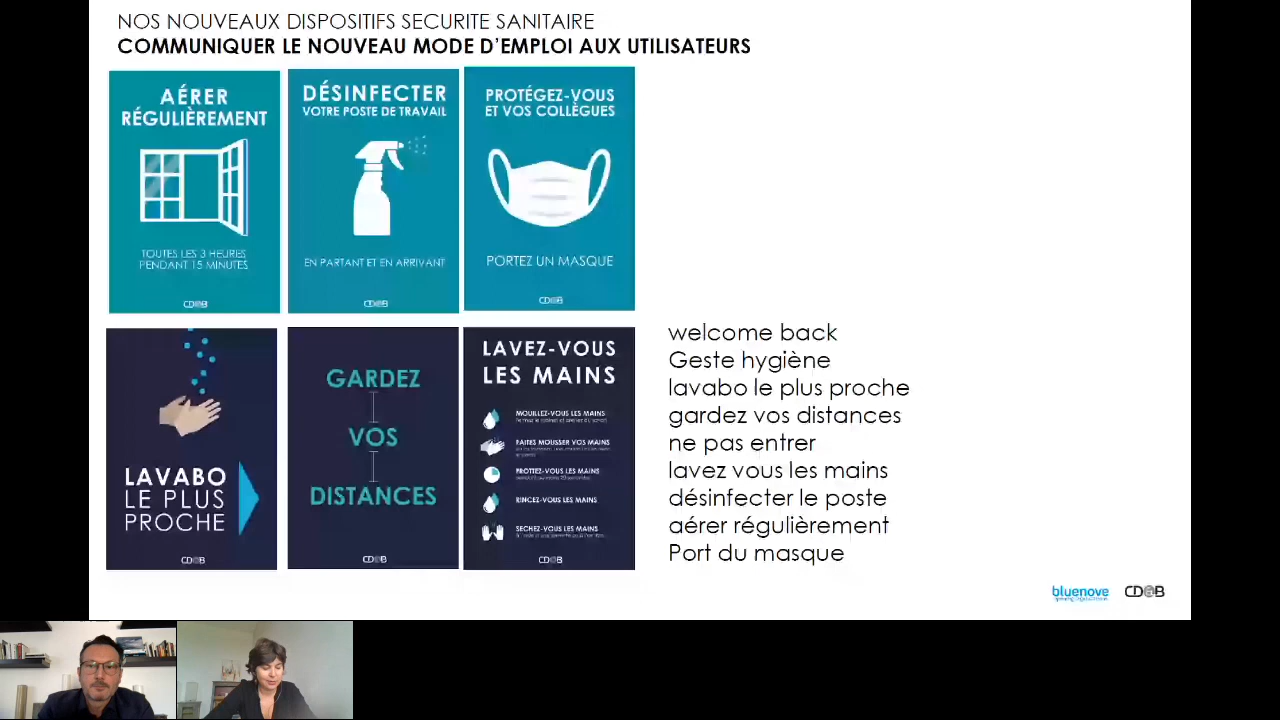 NOS NOUVEAUX DISPOSITIFS SECURITE SANITAIRE
COMMUNIQUER LE NOUVEAU MODE D'EMPLOI AUX UTILISATEURS
AÉRER
RÉGULIÈREMENT
TOUTES LES 3 HEURES
PENDANT 15 MINUTES
CD@B
DÉSINFECTER
VOTRE POSTE DE TRAVAIL
EN PARTANT ET EN ARRIVANT
CD@B
PROTÉGEZ-VOUS
ET VOS COLLÈGUES
PORTEZ UN MASQUE
CD@B
LAVABO
LE PLUS
PROCHE
CD@B
GARDEZ
VOS
DISTANCES
CD@B
LAVEZ-VOUS
LES MAINS
MOUILLEZ-VOUS LES MAINS
FAITES MOUSSER VOS MAINS
FROTTEZ-VOUS LES MAINS
RINCEZ-VOUS LES MAINS
SECHEZ-VOUS LES MAINS
CD@B
welcome back
Geste hygiène
lavabo le plus proche
gardez vos distances
ne pas entrer
lavez vous les mains
désinfecter le poste
aérer régulièrement
Port du masque
bluenove
CD@B